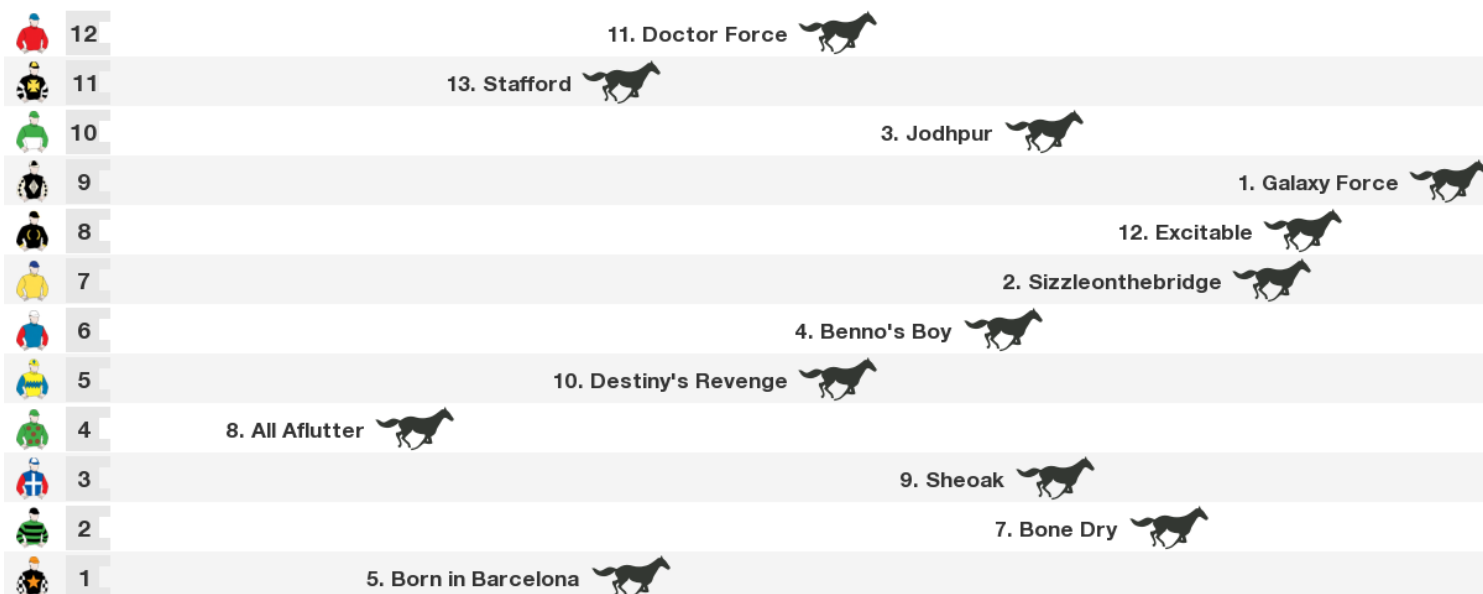 12 11. Doctor Force
11 13. Stafford
10 3. Jodhpur
9 1. Galaxy Force
8 12. Excitable
7 2. Sizzleonthebridge
6 4. Benno's Boy
5 10. Destiny's Revenge
4 8. All Aflutter
3 9. Sheoak
2 7. Bone Dry
1 5. Born in Barcelona